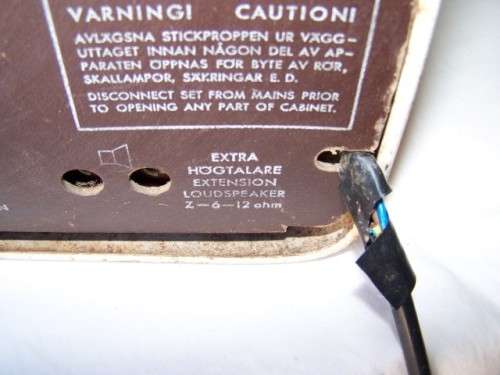 VARNING! CAUTION!
AVLÄGSNA STICKPROPPEN UR VÄGG-
UTTAGET INNAN NÅGON DEL AV AP-
PARATEN ÖPPNAS FÖR BYTE AV RÖR,
SKALLAMPOR, SÄKRINGAR E. D.
DISCONNECT SET FROM MAINS PRIOR
TO OPENING ANY PART OF CABINET.
EXTRA
HÖGTALARE
EXTENSION
LOUDSPEAKER
Z—6—12 ohm